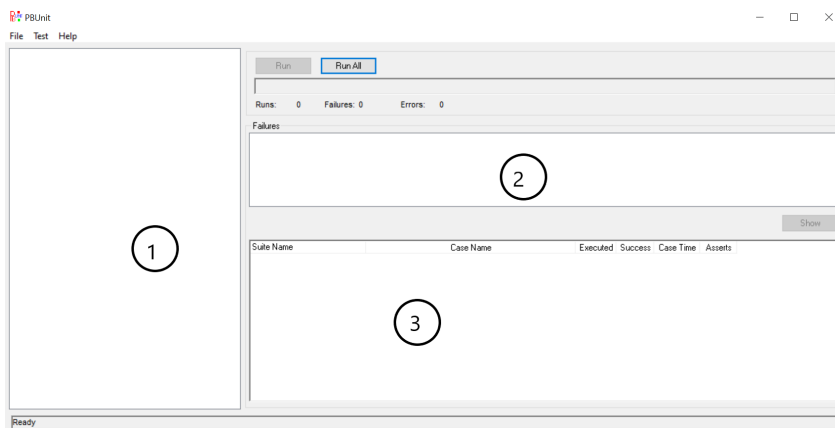 PBUnit
File Test Help
Run Run All
Runs: 0 Failures: 0 Errors: 0
Failures
2
Show
1
Suite Name Case Name Executed Success Case Time Asserts
3
Ready